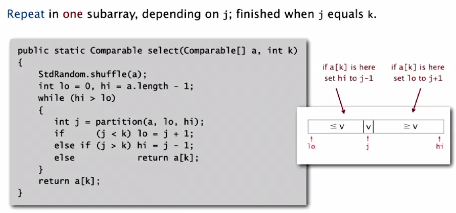 Repeat in one subarray, depending on j; finished when j equals k.
public static Comparable select(Comparable[] a, int k)
{
StdRandom.shuffle(a);
int lo = 0, hi = a.length - 1;
while (hi > lo)
{
int j = partition(a, lo, hi);
if (j < k) lo = j + 1;
else if (j > k) hi = j - 1;
else return a[k];
}
return a[k];
}
if a[k] is here
set hi to j-1
if a[k] is here
set lo to j+1
≤ v v ≥ v
lo j hi